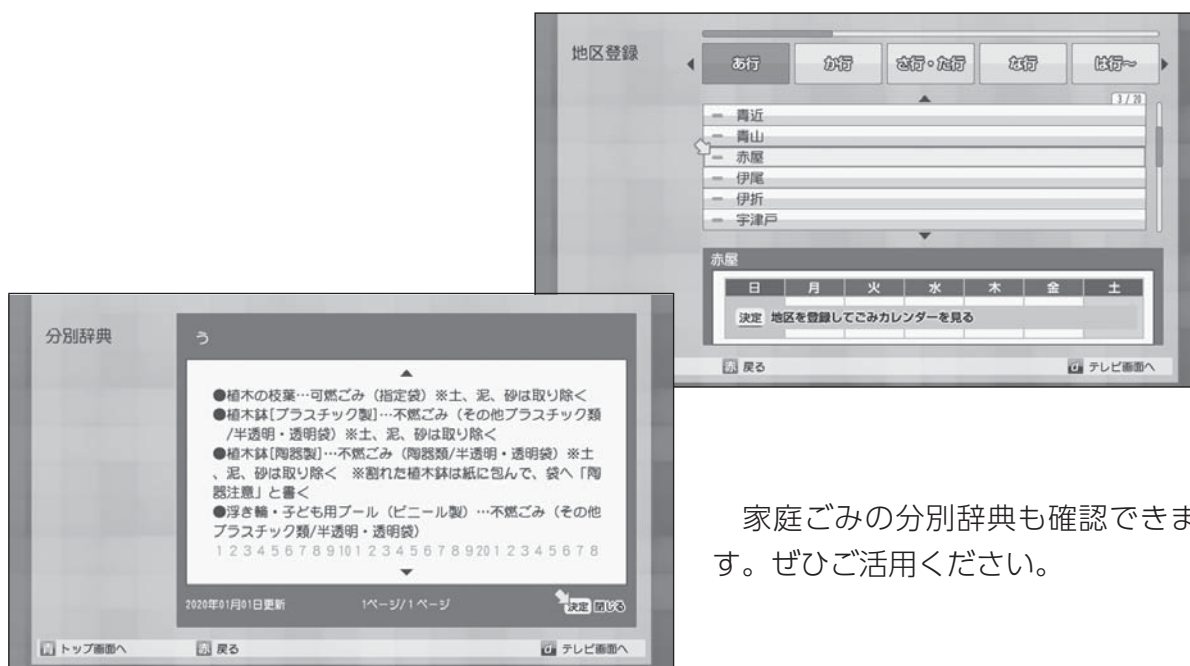 地区登録
あ行 か行 さ行・た行 な行 は行～
3/20
ー 青近
ー 青山
ー 赤屋
ー 伊尾
ー 伊折
ー 宇津戸
赤屋
日 月 火 水 木 金 土
決定 地区を登録してごみカレンダーを見る
赤 戻る d テレビ画面へ
分別辞典
う
●植木の枝葉…可燃ごみ（指定袋）※土、泥、砂は取り除く
●植木鉢[プラスチック製]…不燃ごみ（その他プラスチック類
/半透明・透明袋）※土、泥、砂は取り除く
●植木鉢[陶器製]…不燃ごみ（陶器類/半透明・透明袋）※土
、泥、砂は取り除く ※割れた植木鉢は紙に包んで、袋へ「陶
器注意」と書く
●浮き輪・子ども用プール（ビニール製）…不燃ごみ（その他
プラスチック類/半透明・透明袋）
1 2 3 4 5 6 7 8 9 10 1 2 3 4 5 6 7 8 9 20 1 2 3 4 5 6 7 8
2020年01月01日更新 1ページ/1ページ 決定 閉じる
青 トップ画面へ 赤 戻る d テレビ画面へ
家庭ごみの分別辞典も確認できま
す。ぜひご活用ください。